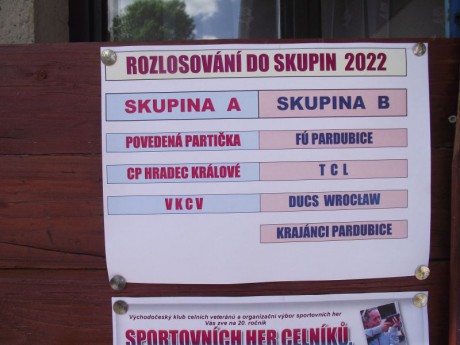 ROZLOSOVÁNÍ DO SKUPIN 2022
SKUPINA A SKUPINA B
POVEDENÁ PARTIČKA FÚ PARDUBICE
CP HRADEC KRÁLOVÉ T C L
V K C V DUCS WROCŁAW
KRAJÁNCI PARDUBICE
Východočeský klub celních veteránů a organizační výbor sportovních her
Vás zve na 20. ročník
SPORTOVNÍCH HER CELNÍKŮ